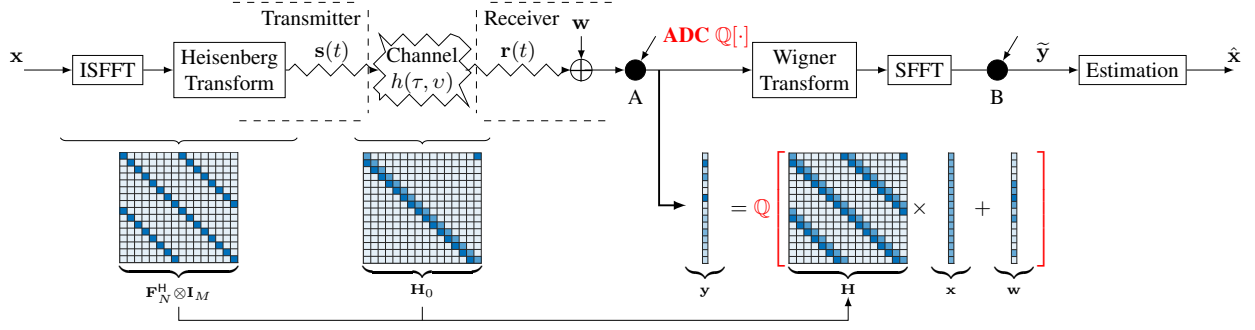 Transmitter
Receiver
x
ISFFT
Heisenberg
Transform
s(t)
Channel
h(τ, υ)
r(t)
w
A
ADC ℚ[·]
Wigner
Transform
SFFT
B
ỹ
Estimation
x̂
= ℚ
×
+
F_N^H ⊗ I_M
H_0
y
H
x
w